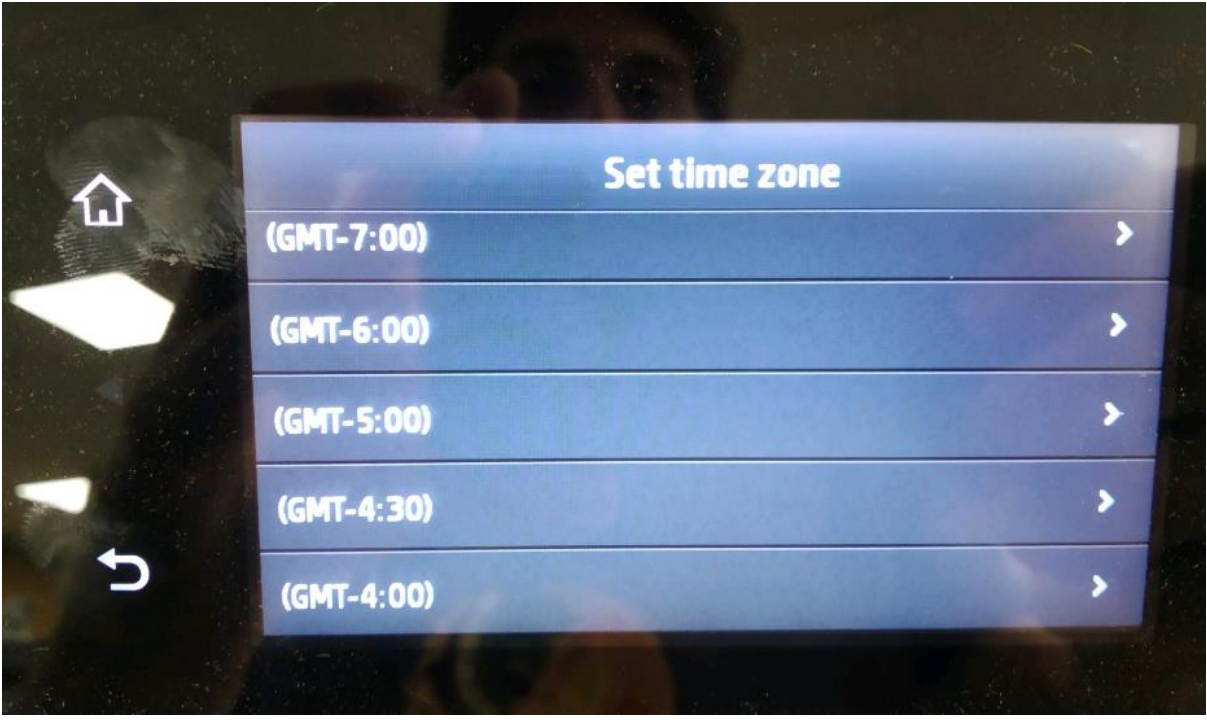 Set time zone
(GMT-7:00)
(GMT-6:00)
(GMT-5:00)
(GMT-4:30)
(GMT-4:00)